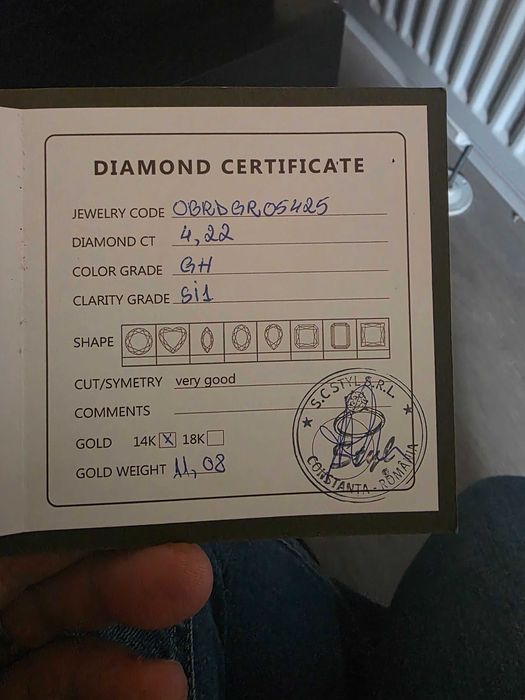 DIAMOND CERTIFICATE
JEWELRY CODE OBRDGR05425
DIAMOND CT 4,22
COLOR GRADE GH
CLARITY GRADE Si1
SHAPE
CUT/SYMETRY very good
COMMENTS
GOLD 14K X 18K
GOLD WEIGHT 11,08
S.C STYL S.R.L.
CONSTANTA - ROMANIA